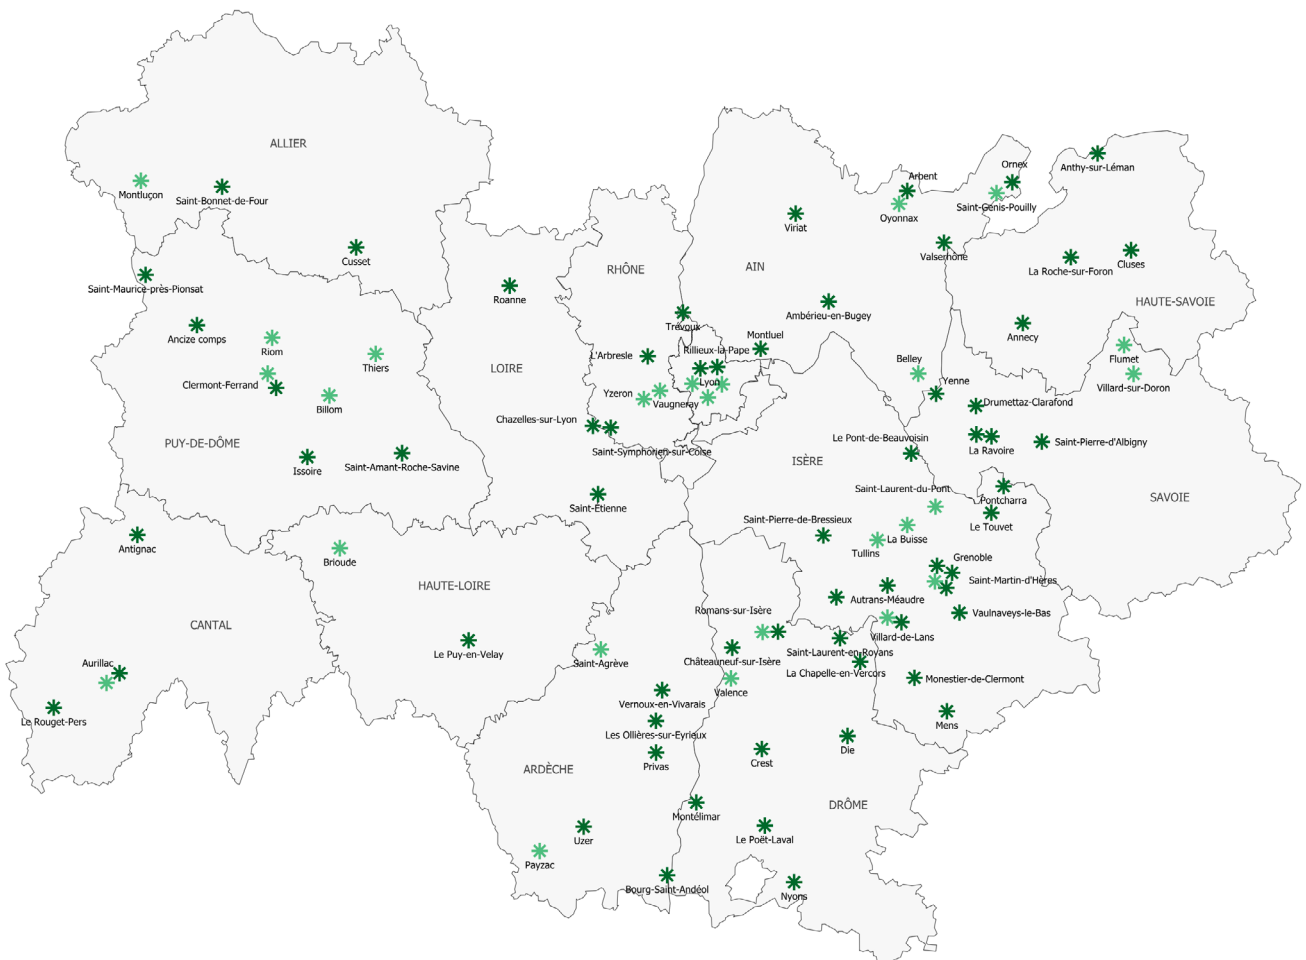 ALLIER
Anthy-sur-Léman
Ornex
Arbent
Montluçon
Saint-Bonnet-de-Four
Oyonnax
Saint-Genis-Pouilly
Viriat
Cusset
Valserhône
RHÔNE
AIN
La Roche-sur-Foron
Cluses
Saint-Maurice-près-Pionsat
Roanne
HAUTE-SAVOIE
Ambérieu-en-Bugey
Trévoux
Ancize comps
Montluel
Annecy
Riom
L'Arbresle
Rillieux-la-Pape
Thiers
LOIRE
Belley
Flumet
Clermont-Ferrand
Lyon
Yenne
Villard-sur-Doron
Yzeron
Vaugneray
Billom
Drumettaz-Clarafond
Chazelles-sur-Lyon
PUY-DE-DÔME
Le Pont-de-Beauvoisin
Saint-Pierre-d'Albigny
La Ravoire
Saint-Symphorien-sur-Coise
ISÈRE
Issoire
Saint-Amant-Roche-Savine
Saint-Laurent-du-Pont
SAVOIE
Pontcharra
Saint-Étienne
Saint-Pierre-de-Bressieux
Le Touvet
La Buisse
Antignac
Tullins
Brioude
Grenoble
Saint-Martin-d'Hères
HAUTE-LOIRE
Autrans-Méaudre
Romans-sur-Isère
Vaulnaveys-le-Bas
CANTAL
Villard-de-Lans
Le Puy-en-Velay
Saint-Laurent-en-Royans
Aurillac
Saint-Agrève
Châteauneuf-sur-Isère
La Chapelle-en-Vercors
Monestier-de-Clermont
Valence
Vernoux-en-Vivarais
Le Rouget-Pers
Mens
Les Ollières-sur-Eyrieux
Die
Privas
Crest
ARDÈCHE
DRÔME
Montélimar
Uzer
Le Poët-Laval
Payzac
Bourg-Saint-Andéol
Nyons